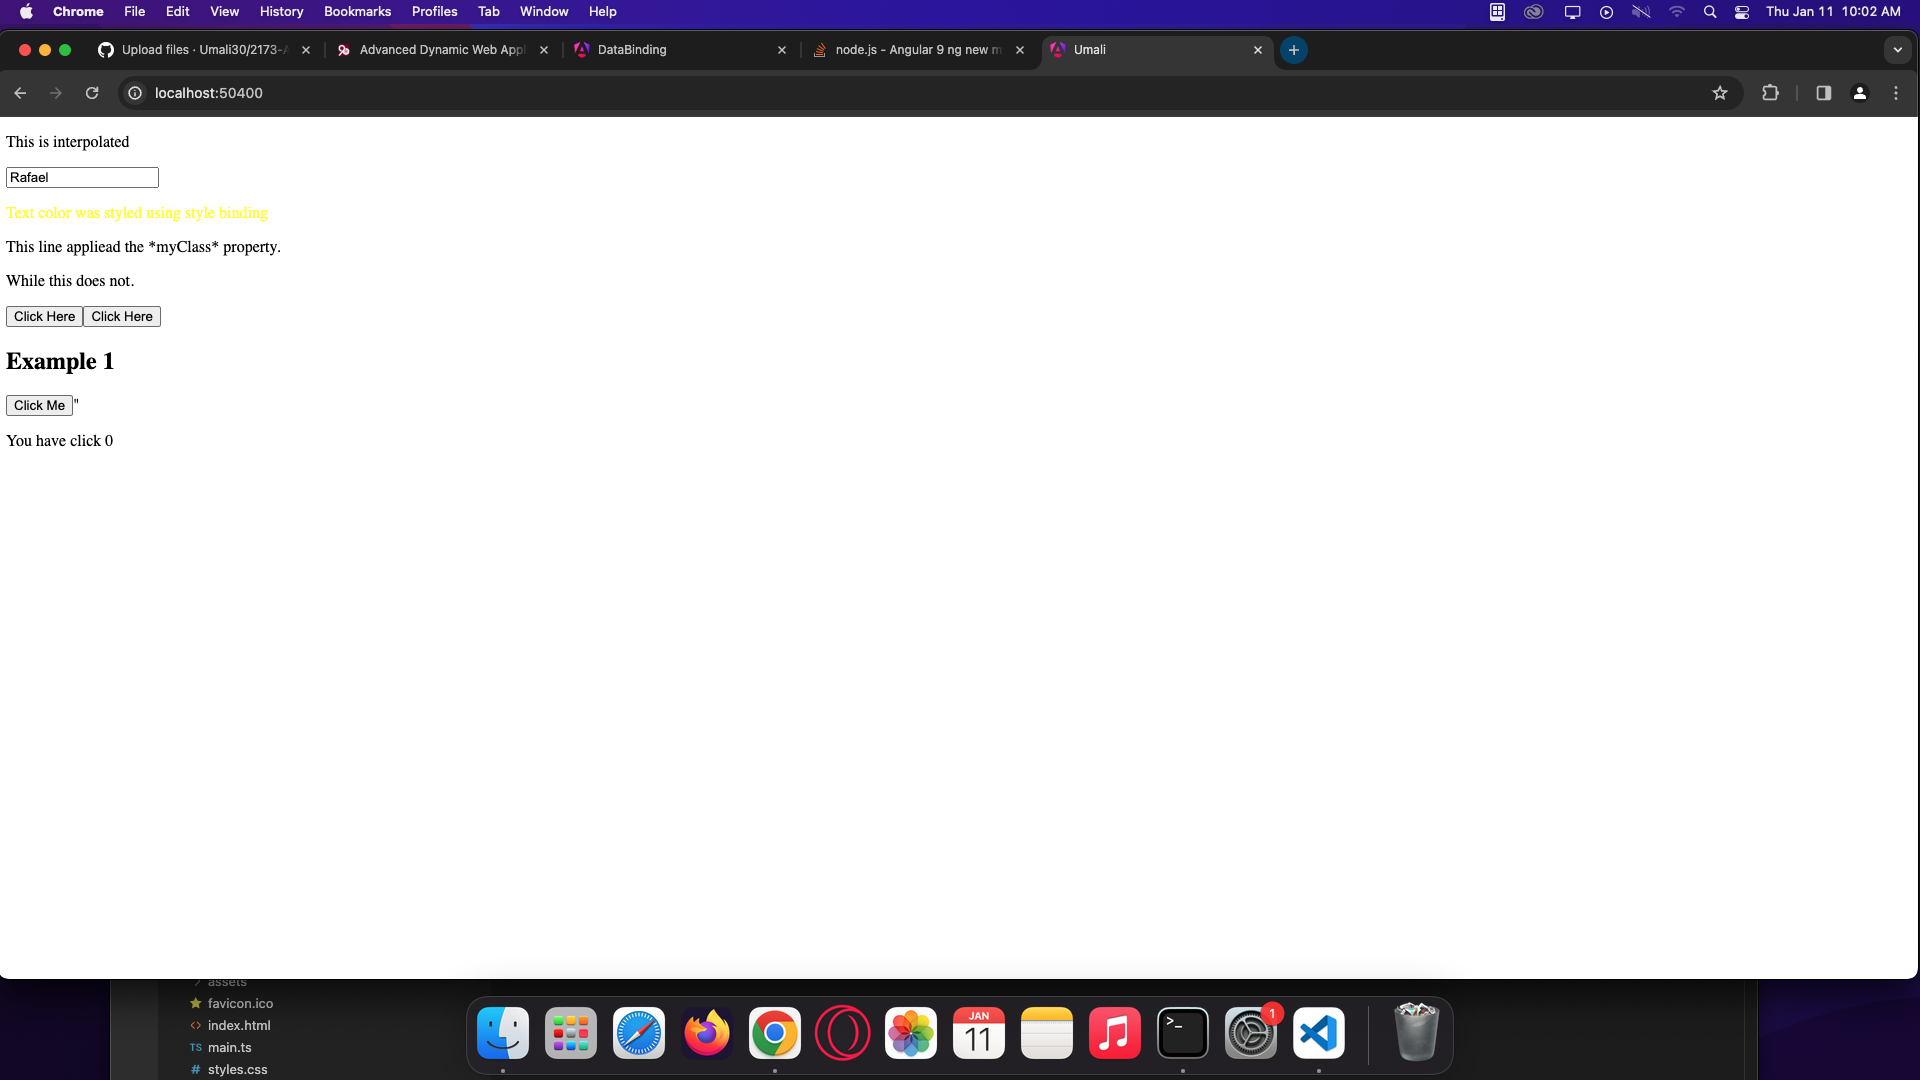 Chrome File Edit View History Bookmarks Profiles Tab Window Help Thu Jan 11 10:02 AM
Upload files · Umali30/2173-A Advanced Dynamic Web Appl DataBinding node.js - Angular 9 ng new m Umali
localhost:50400
This is interpolated
Rafael
Text color was styled using style binding
This line appliead the *myClass* property.
While this does not.
Click Here Click Here
Example 1
Click Me"
You have click 0
assets
favicon.ico
<> index.html
TS main.ts
# styles.css
JAN
11
>_
1